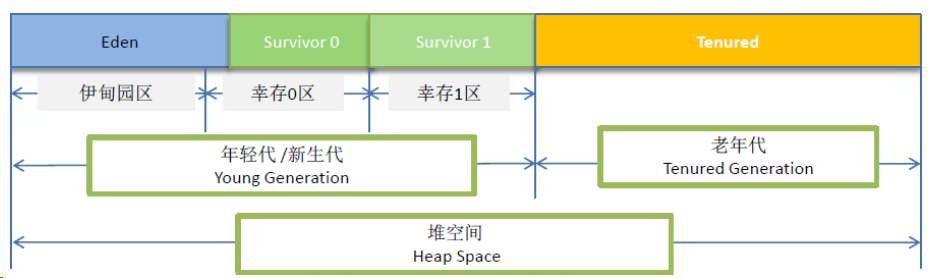 Eden
Survivor 0
Survivor 1
Tenured
伊甸园区
幸存0区
幸存1区
年轻代 /新生代
Young Generation
老年代
Tenured Generation
堆空间
Heap Space